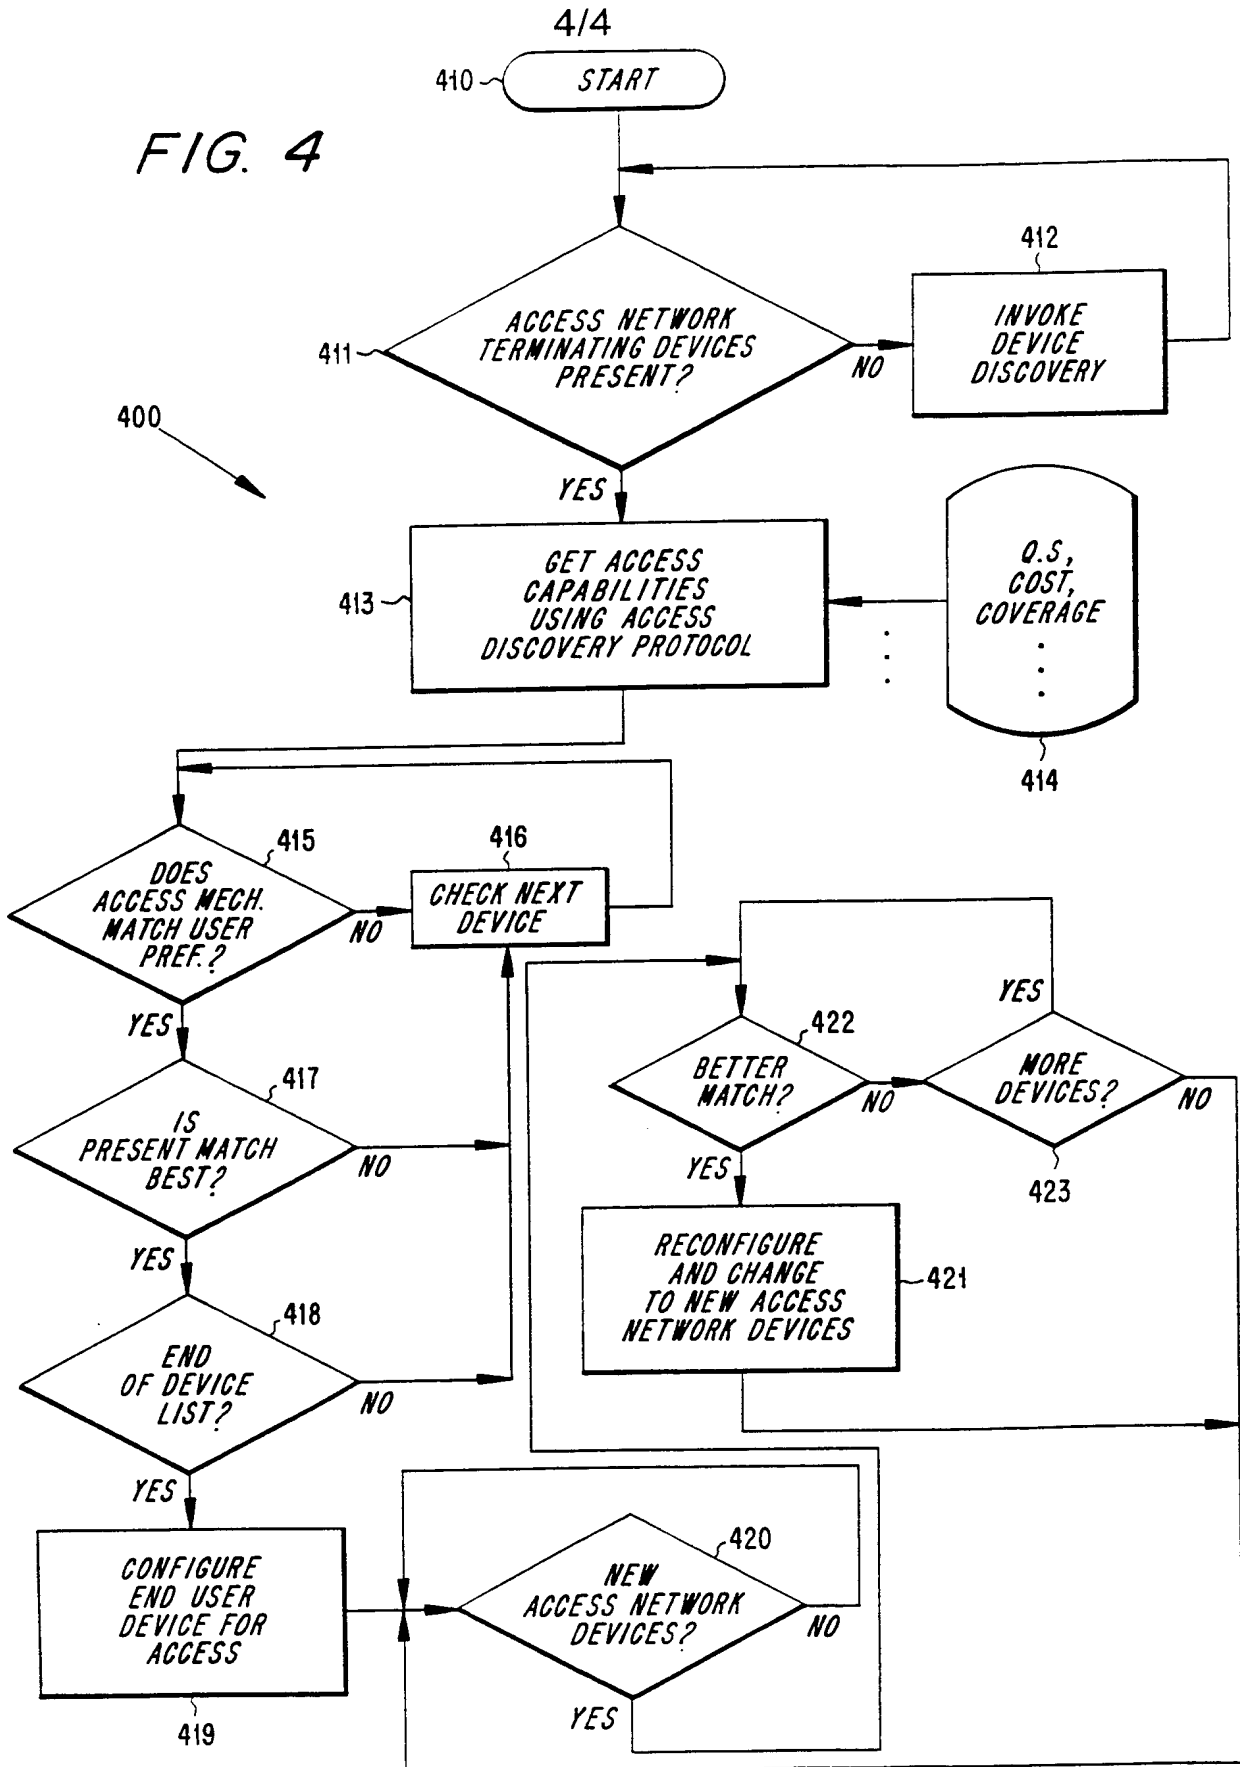 4/4
410
START
FIG. 4
412
ACCESS NETWORK
TERMINATING DEVICES
PRESENT?
411
NO
INVOKE
DEVICE
DISCOVERY
400
YES
GET ACCESS
CAPABILITIES
USING ACCESS
DISCOVERY PROTOCOL
413
Q.S,
COST,
COVERAGE
414
415
DOES
ACCESS MECH.
MATCH USER
PREF.?
NO
416
CHECK NEXT
DEVICE
YES
417
IS
PRESENT MATCH
BEST?
NO
YES
418
END
OF DEVICE
LIST?
NO
YES
CONFIGURE
END USER
DEVICE FOR
ACCESS
419
420
NEW
ACCESS NETWORK
DEVICES?
NO
YES
422
BETTER
MATCH?
NO
YES
MORE
DEVICES?
YES
NO
423
RECONFIGURE
AND CHANGE
TO NEW ACCESS
NETWORK DEVICES
421